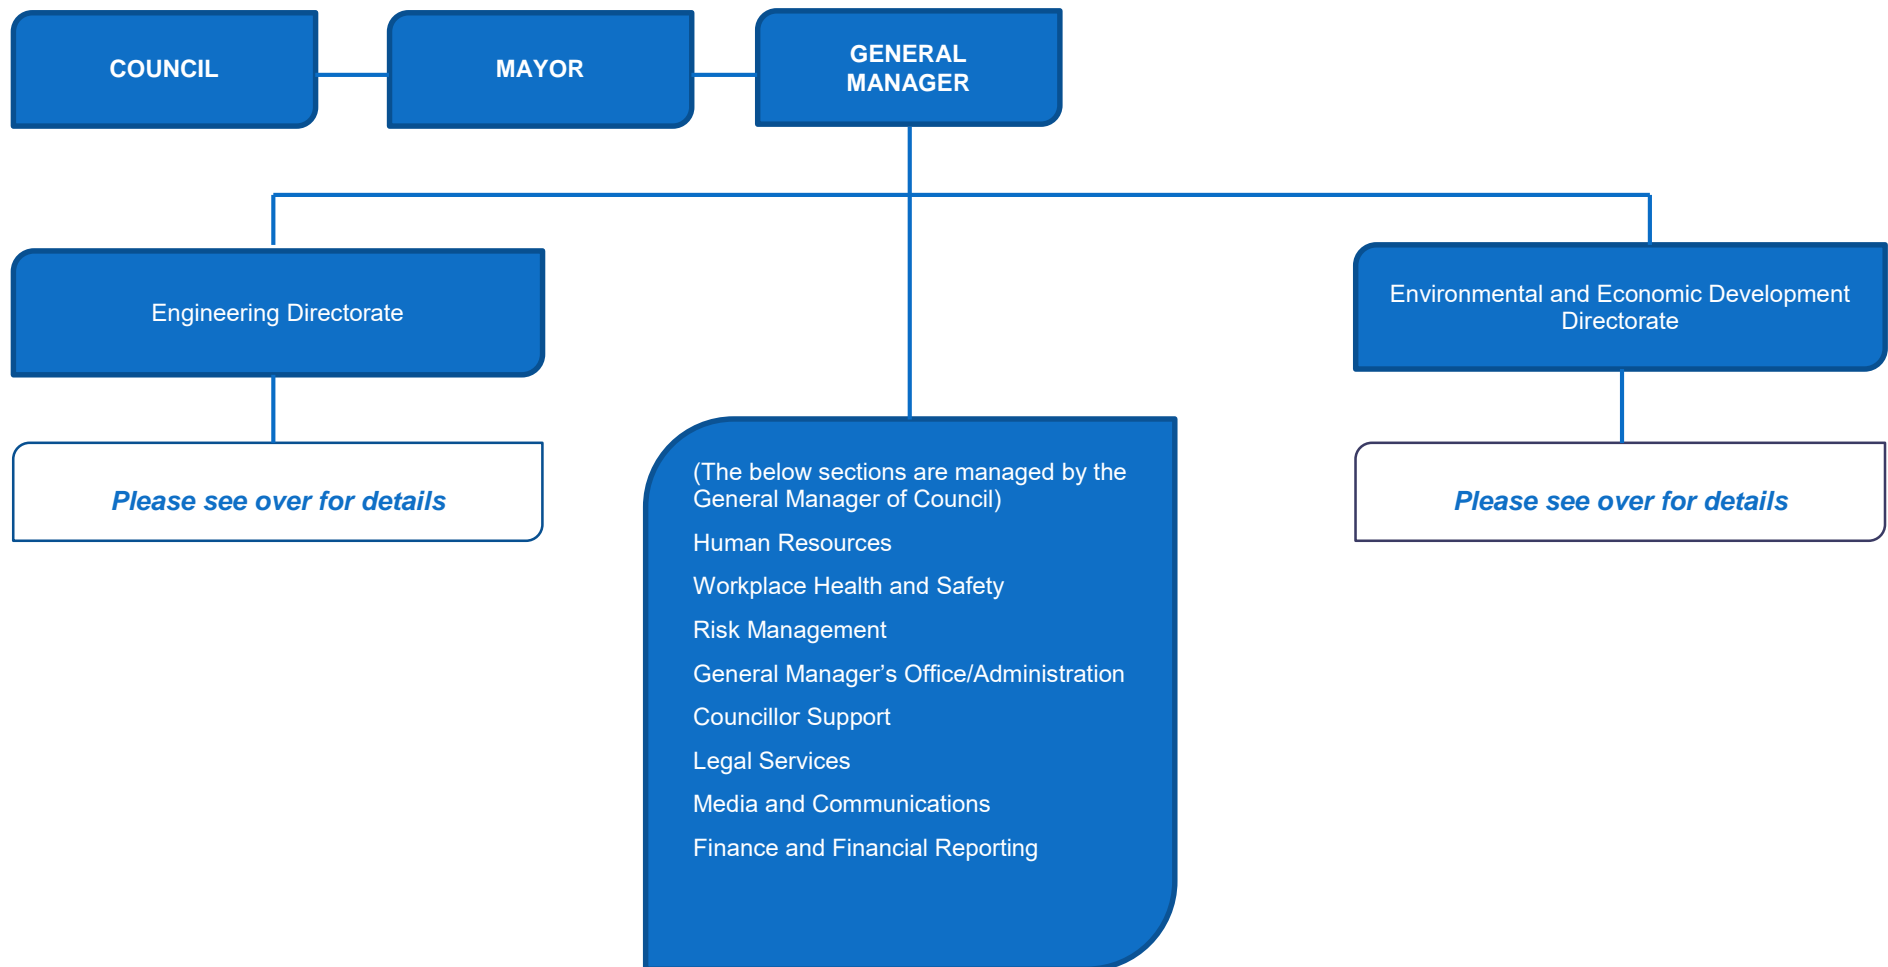 COUNCIL
MAYOR
GENERAL
MANAGER
Engineering Directorate
Environmental and Economic Development
Directorate
Please see over for details
(The below sections are managed by the
General Manager of Council)
Human Resources
Workplace Health and Safety
Risk Management
General Manager’s Office/Administration
Councillor Support
Legal Services
Media and Communications
Finance and Financial Reporting
Please see over for details